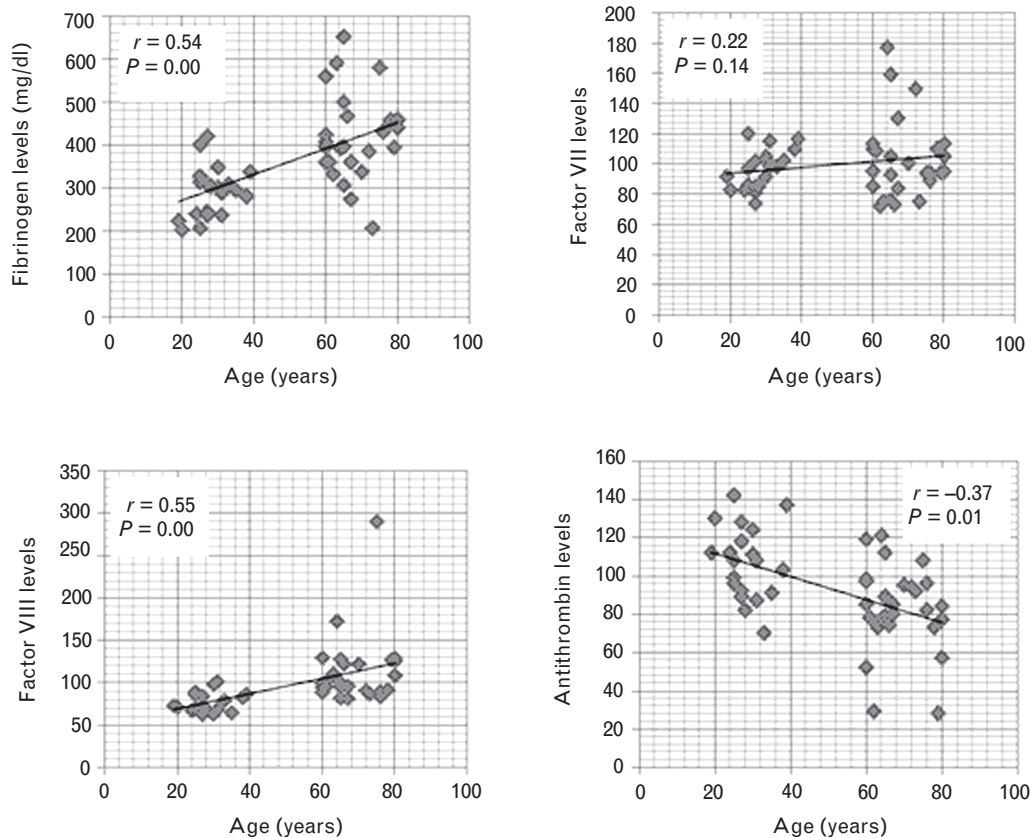 700
600
500
400
300
200
100
0
Fibrinogen levels (mg/dl)
r = 0.54
P = 0.00
0 20 40 60 80 100
Age (years)
200
180
160
140
120
100
80
60
40
20
0
Factor VII levels
r = 0.22
P = 0.14
0 20 40 60 80 100
Age (years)
350
300
250
200
150
100
50
0
Factor VIII levels
r = 0.55
P = 0.00
0 20 40 60 80 100
Age (years)
160
140
120
100
80
60
40
20
0
Antithrombin levels
r = –0.37
P = 0.01
0 20 40 60 80 100
Age (years)